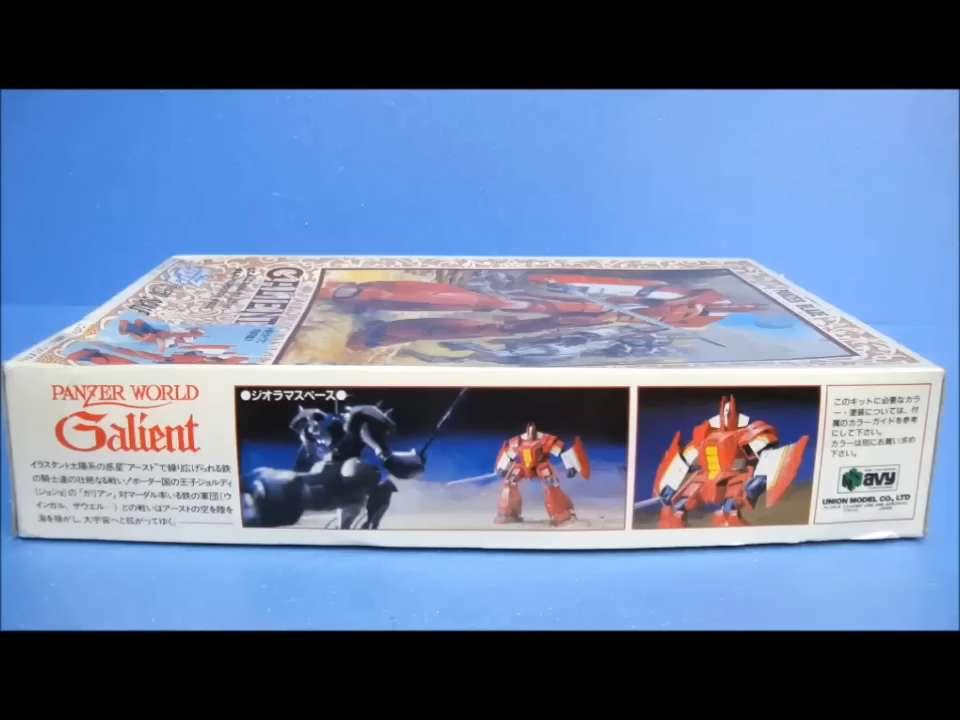 PANZER WORLD
Galient
イラスタント太陽系の惑星"アースト"で繰り広げられる鉄
の騎士達の壮絶なる戦い!ボーダー国の王子ジョルディ
(ジョジョ)の「ガリアン」対マーダル率いる鉄の軍団(ウ
インガル、ザウエル…)との戦いはアーストの空を陸を
海を揺がし、大宇宙へと拡がってゆく。
●ジオラマスペース●
このキットに必要なカラ
ー・塗装については、付
属のカラーガイドを参考
にして下さい。
カラーは別にお買い求め
下さい。
avy
UNION MODEL CO., LTD